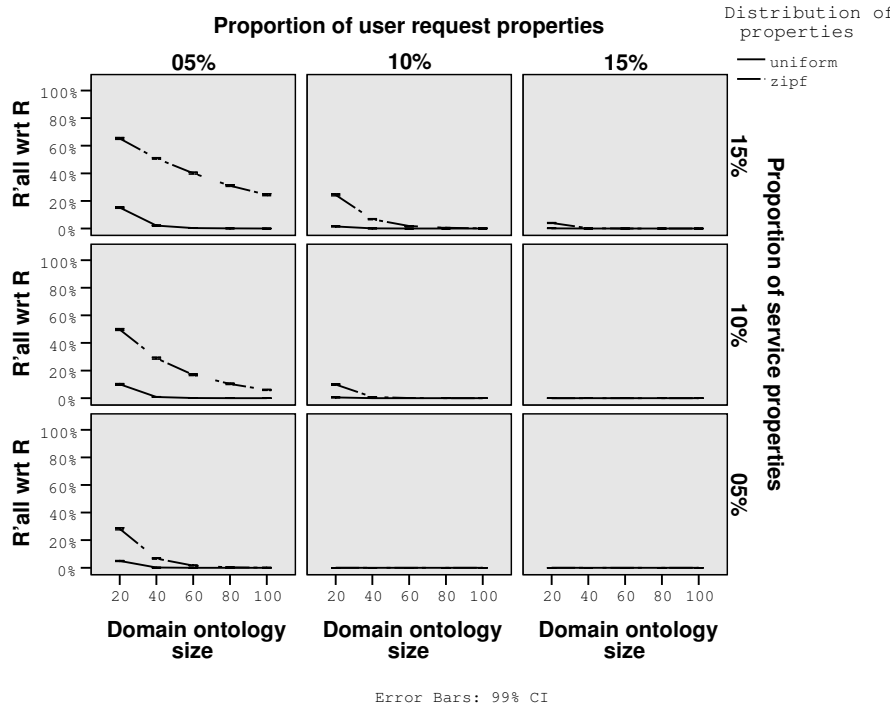 Proportion of user request properties
Distribution of
properties
uniform
zipf
05%
10%
15%
R'all wrt R
100%
80%
60%
40%
20%
0%
15%
R'all wrt R
100%
80%
60%
40%
20%
0%
10%
R'all wrt R
100%
80%
60%
40%
20%
0%
05%
Proportion of service properties
20 40 60 80 100
20 40 60 80 100
20 40 60 80 100
Domain ontology
size
Domain ontology
size
Domain ontology
size
Error Bars: 99% CI